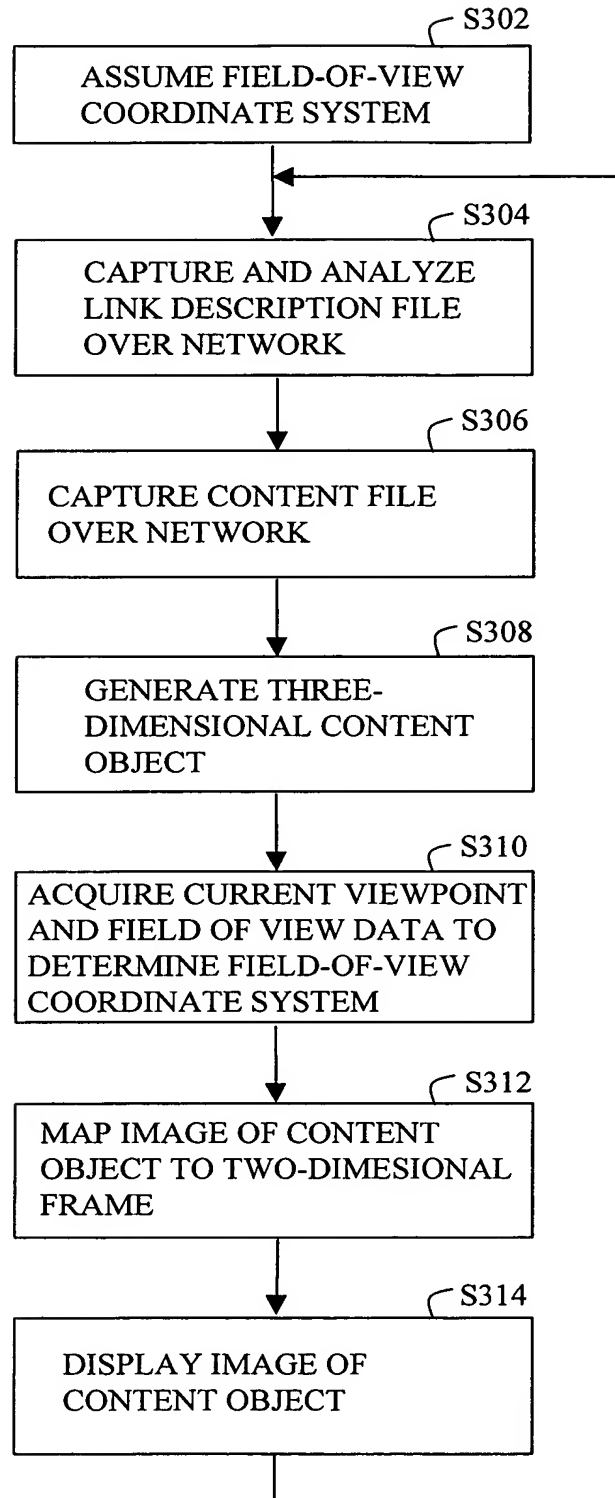 S302
ASSUME FIELD-OF-VIEW
COORDINATE SYSTEM
S304
CAPTURE AND ANALYZE
LINK DESCRIPTION FILE
OVER NETWORK
S306
CAPTURE CONTENT FILE
OVER NETWORK
S308
GENERATE THREE-
DIMENSIONAL CONTENT
OBJECT
S310
ACQUIRE CURRENT VIEWPOINT
AND FIELD OF VIEW DATA TO
DETERMINE FIELD-OF-VIEW
COORDINATE SYSTEM
S312
MAP IMAGE OF CONTENT
OBJECT TO TWO-DIMESIONAL
FRAME
S314
DISPLAY IMAGE OF
CONTENT OBJECT